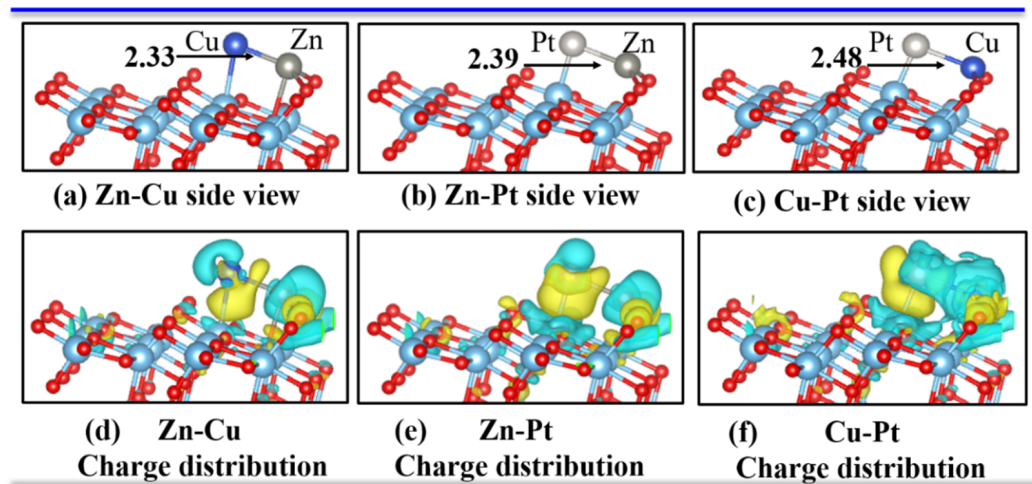 Cu Zn
2.33
Pt Zn
2.39
Pt Cu
2.48
(a) Zn-Cu side view
(b) Zn-Pt side view
(c) Cu-Pt side view
(d) Zn-Cu
Charge distribution
(e) Zn-Pt
Charge distribution
(f) Cu-Pt
Charge distribution